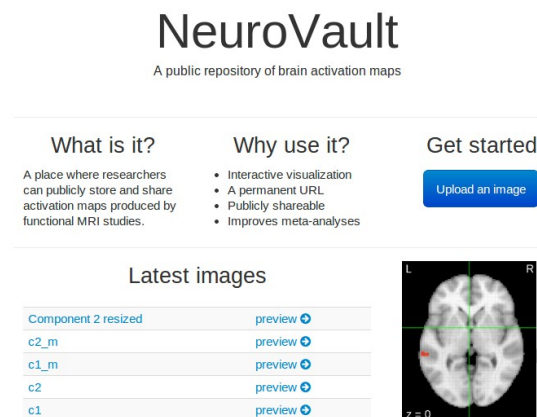 NeuroVault
A public repository of brain activation maps
What is it?
A place where researchers
can publicly store and share
activation maps produced by
functional MRI studies.
Why use it?
Interactive visualization
A permanent URL
Publicly shareable
Improves meta-analyses
Get started
Upload an image
Latest images
Component 2 resized preview
c2_m preview
c1_m preview
c2 preview
c1 preview
L R
z = 0